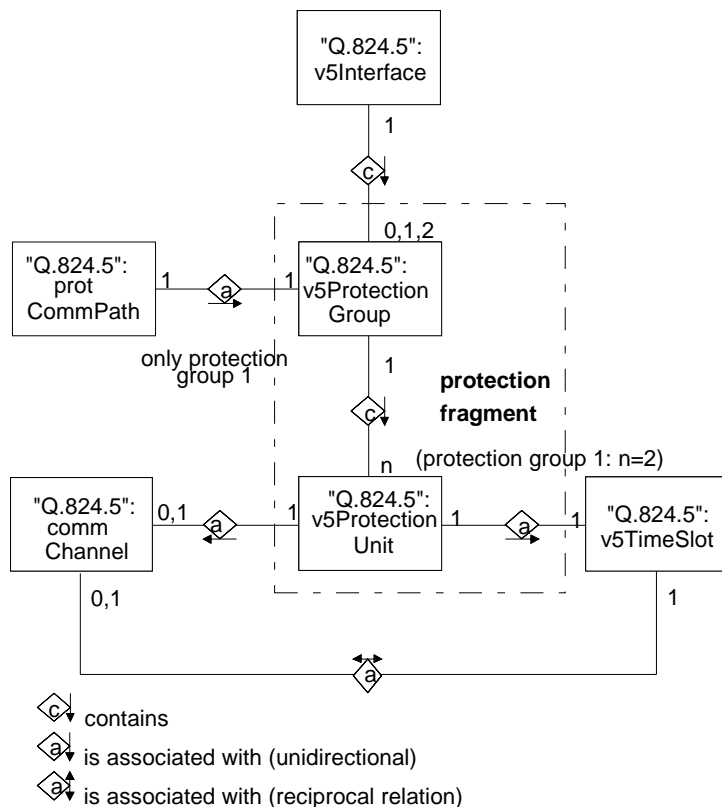 "Q.824.5":
v5Interface
1
c
0,1,2
"Q.824.5":
prot
CommPath
1
a
1
"Q.824.5":
v5Protection
Group
only protection
group 1
1
c
protection
fragment
n
(protection group 1: n=2)
"Q.824.5":
comm
Channel
0,1
a
1
"Q.824.5":
v5Protection
Unit
1
a
1
"Q.824.5":
v5TimeSlot
0,1
1
a
c contains
a is associated with (unidirectional)
a is associated with (reciprocal relation)